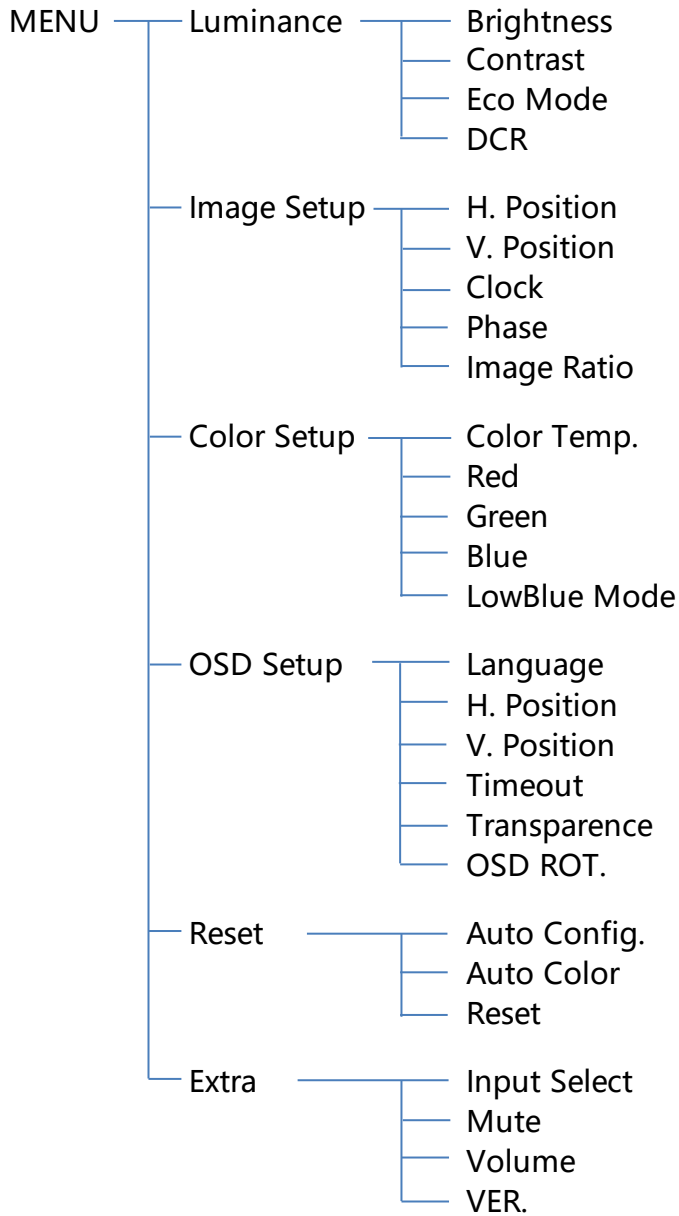 MENU Luminance Brightness
Contrast
Eco Mode
DCR
Image Setup H. Position
V. Position
Clock
Phase
Image Ratio
Color Setup Color Temp.
Red
Green
Blue
LowBlue Mode
OSD Setup Language
H. Position
V. Position
Timeout
Transparence
OSD ROT.
Reset Auto Config.
Auto Color
Reset
Extra Input Select
Mute
Volume
VER.